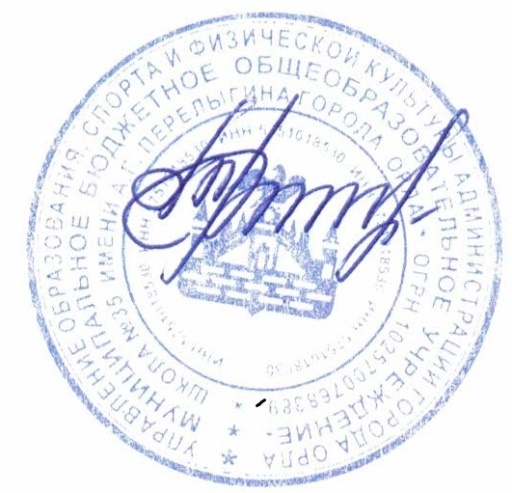 УПРАВЛЕНИЕ ОБРАЗОВАНИЯ, СПОРТА И ФИЗИЧЕСКОЙ КУЛЬТУРЫ АДМИНИСТРАЦИИ ГОРОДА ОРЛА *
МУНИЦИПАЛЬНОЕ БЮДЖЕТНОЕ ОБЩЕОБРАЗОВАТЕЛЬНОЕ УЧРЕЖДЕНИЕ- *
ШКОЛА №35 ИМЕНИ А. ПЕРЕЛЫГИНА ГОРОДА ОРЛА * ОГРН 1025700768389 *